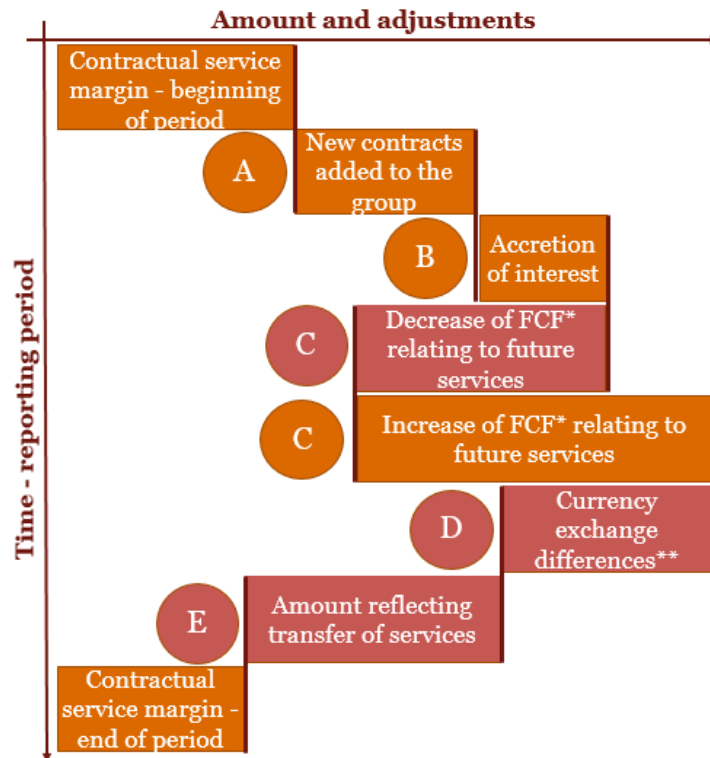 Amount and adjustments
Time - reporting period
Contractual service
margin - beginning
of period
A
New contracts
added to the
group
B
Accretion
of interest
C
Decrease of FCF*
relating to future
services
C
Increase of FCF* relating to
future services
D
Currency
exchange
differences**
E
Amount reflecting
transfer of services
Contractual
service margin -
end of period